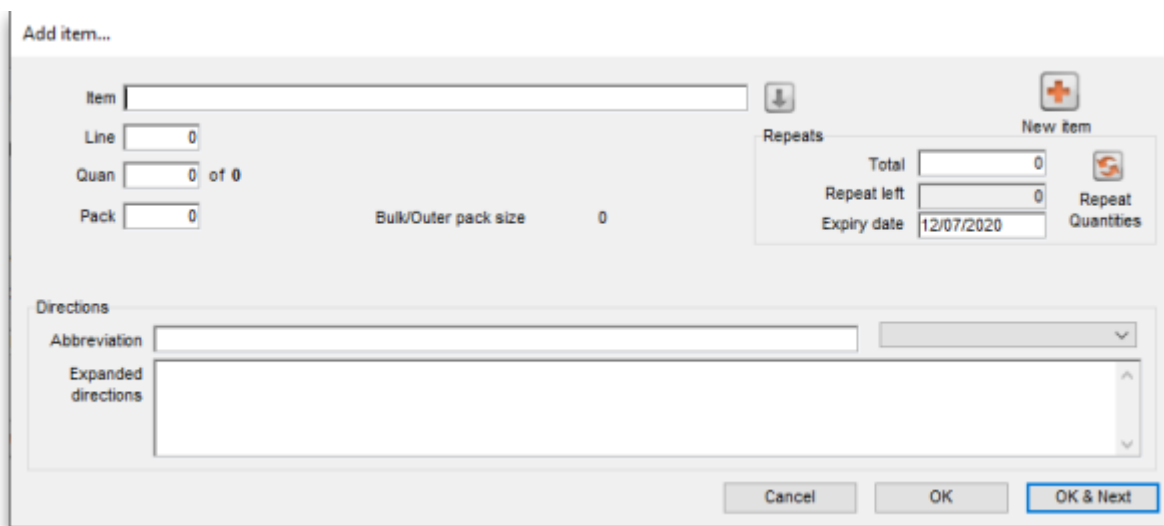 Add item...
Item
New item
Line 0
Repeats
Total 0
Quan 0 of 0
Repeat left 0
Repeat Quantities
Pack 0 Bulk/Outer pack size 0
Expiry date 12/07/2020
Directions
Abbreviation
Expanded
directions
Cancel OK OK & Next